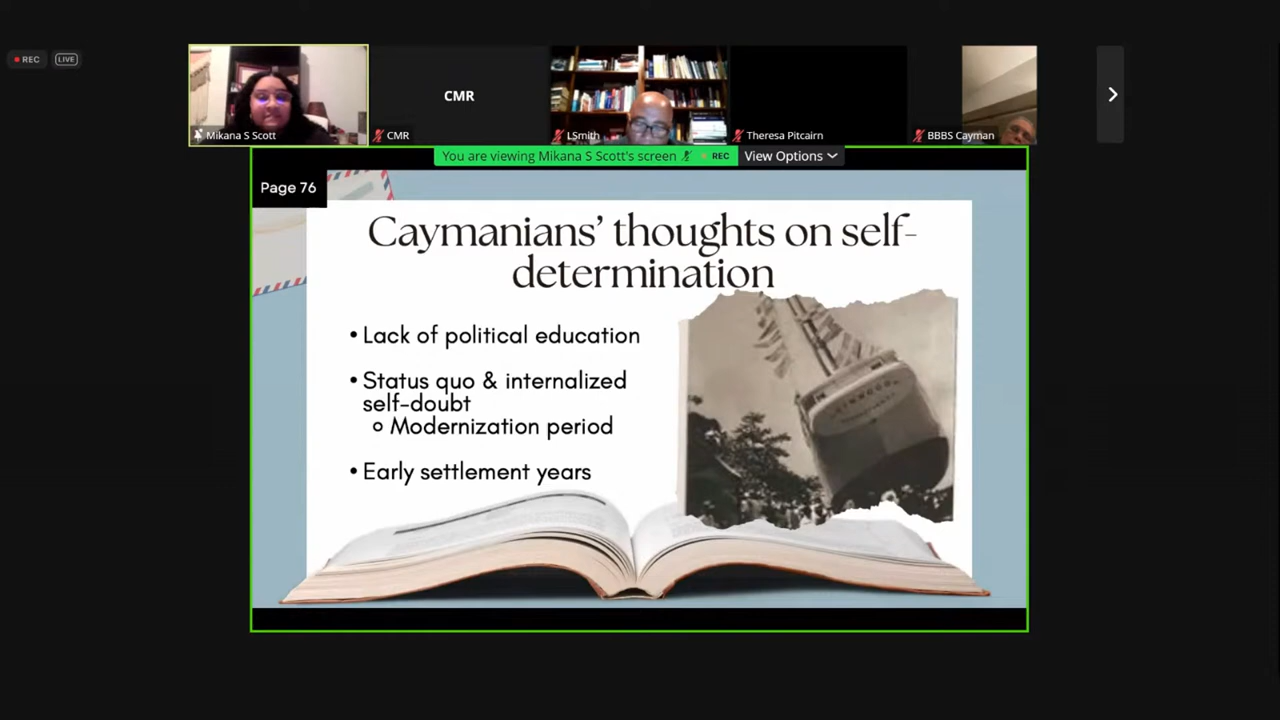 REC LIVE
CMR
Mikana S Scott
CMR
LSmith
Theresa Pitcairn
BBBS Cayman
You are viewing Mikana S Scott's screen
REC
View Options
Page 76
Caymanians' thoughts on self-
determination
• Lack of political education
• Status quo & internalized
self-doubt
Modernization period
• Early settlement years